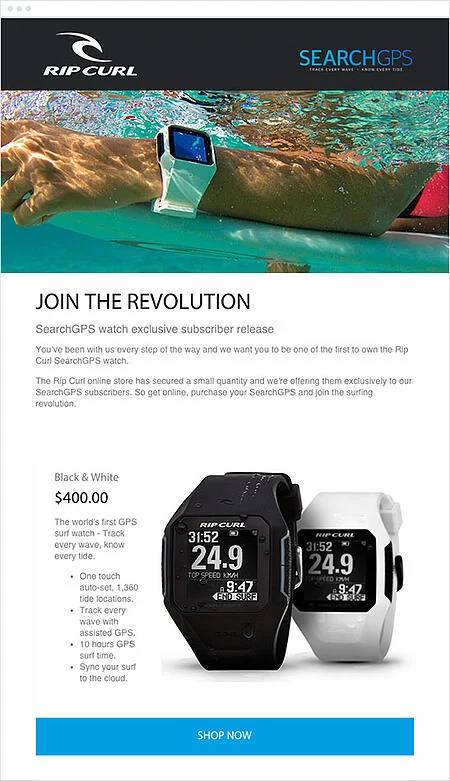 RIP CURL
SEARCHGPS
TRACK EVERY WAVE - KNOW EVERY TIDE
JOIN THE REVOLUTION
SearchGPS watch exclusive subscriber release
You've been with us every step of the way and we want you to be one of the first to own the Rip
Curl SearchGPS watch.
The Rip Curl online store has secured a small quantity and we're offering them exclusively to our
SearchGPS subscribers. So get online, purchase your SearchGPS and join the surfing
revolution.
Black & White
$400.00
The world's first GPS
surf watch - Track
every wave, know
every tide.
• One touch
auto-set, 1,360
tide locations.
• Track every
wave with
assisted GPS.
• 10 hours GPS
surf time.
• Sync your surf
to the cloud.
RIP CURL
31:52
24.9
TOP SPEED KM/H
9:47
END SURF
RIP CURL
31:52
24.9
TOP SPEED KM/H
9:47
END SURF
SHOP NOW